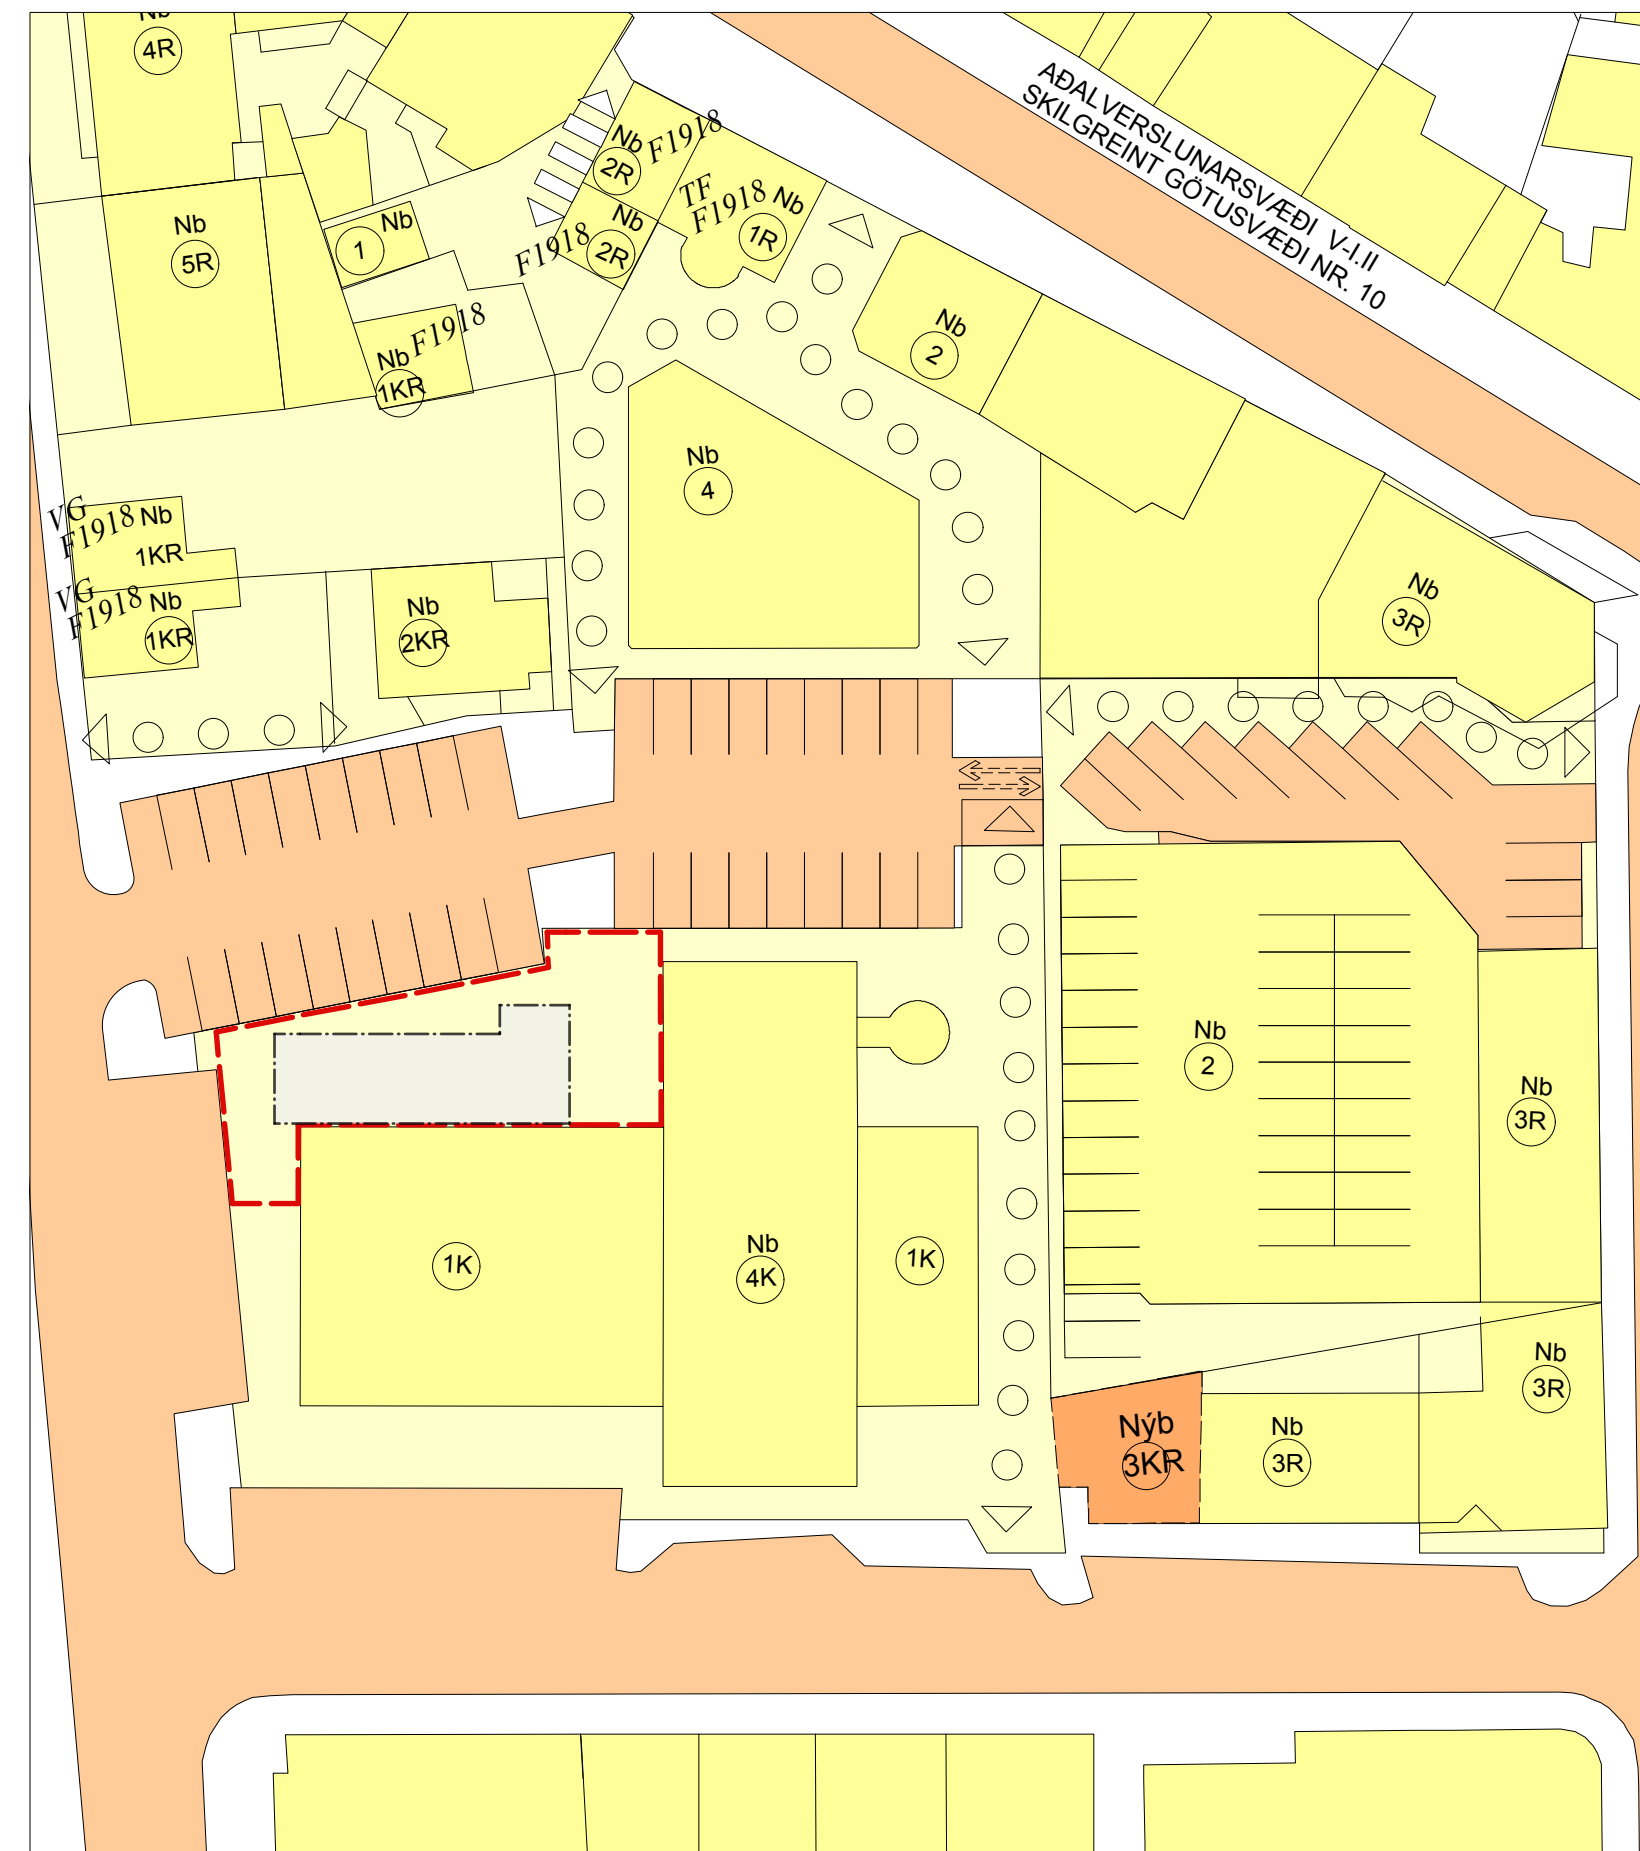 Nb
4R
AÐALVERSLUNARSVÆÐI V-I.II
SKILGREINT GÖTUSVÆÐI NR. 10
Nb
2R
F1918
Nb
2R
F1918
TF
F1918
Nb
1R
Nb
5R
Nb
1
F1918
Nb
1KR
Nb
2
Nb
4
VG
F1918
Nb
1KR
VG
F1918
Nb
1KR
Nb
2KR
Nb
3R
Nb
2
Nb
3R
1K
Nb
4K
1K
Nb
3R
Nýb
3KR
Nb
3R